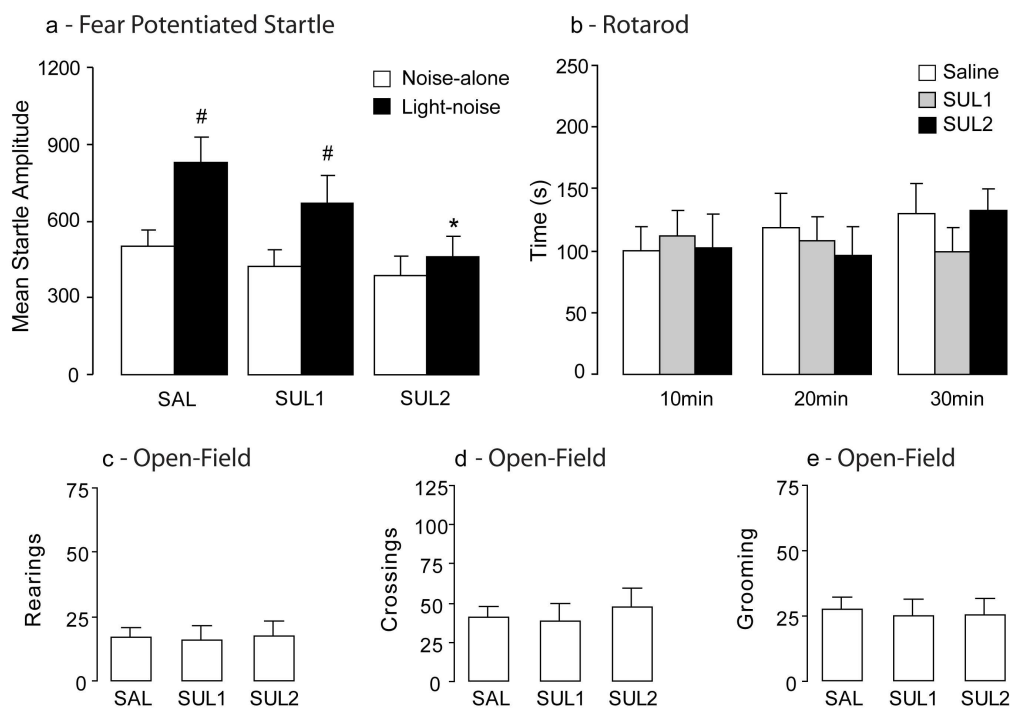 a - Fear Potentiated Startle
1200
900
600
300
0
Mean Startle Amplitude
Noise-alone
Light-noise
#
#
*
SAL
SUL1
SUL2
b - Rotarod
250
200
150
100
50
0
Time (s)
Saline
SUL1
SUL2
10min
20min
30min
c - Open-Field
75
50
25
0
Rearings
SAL
SUL1
SUL2
d - Open-Field
125
100
75
50
25
0
Crossings
SAL
SUL1
SUL2
e - Open-Field
75
50
25
0
Grooming
SAL
SUL1
SUL2